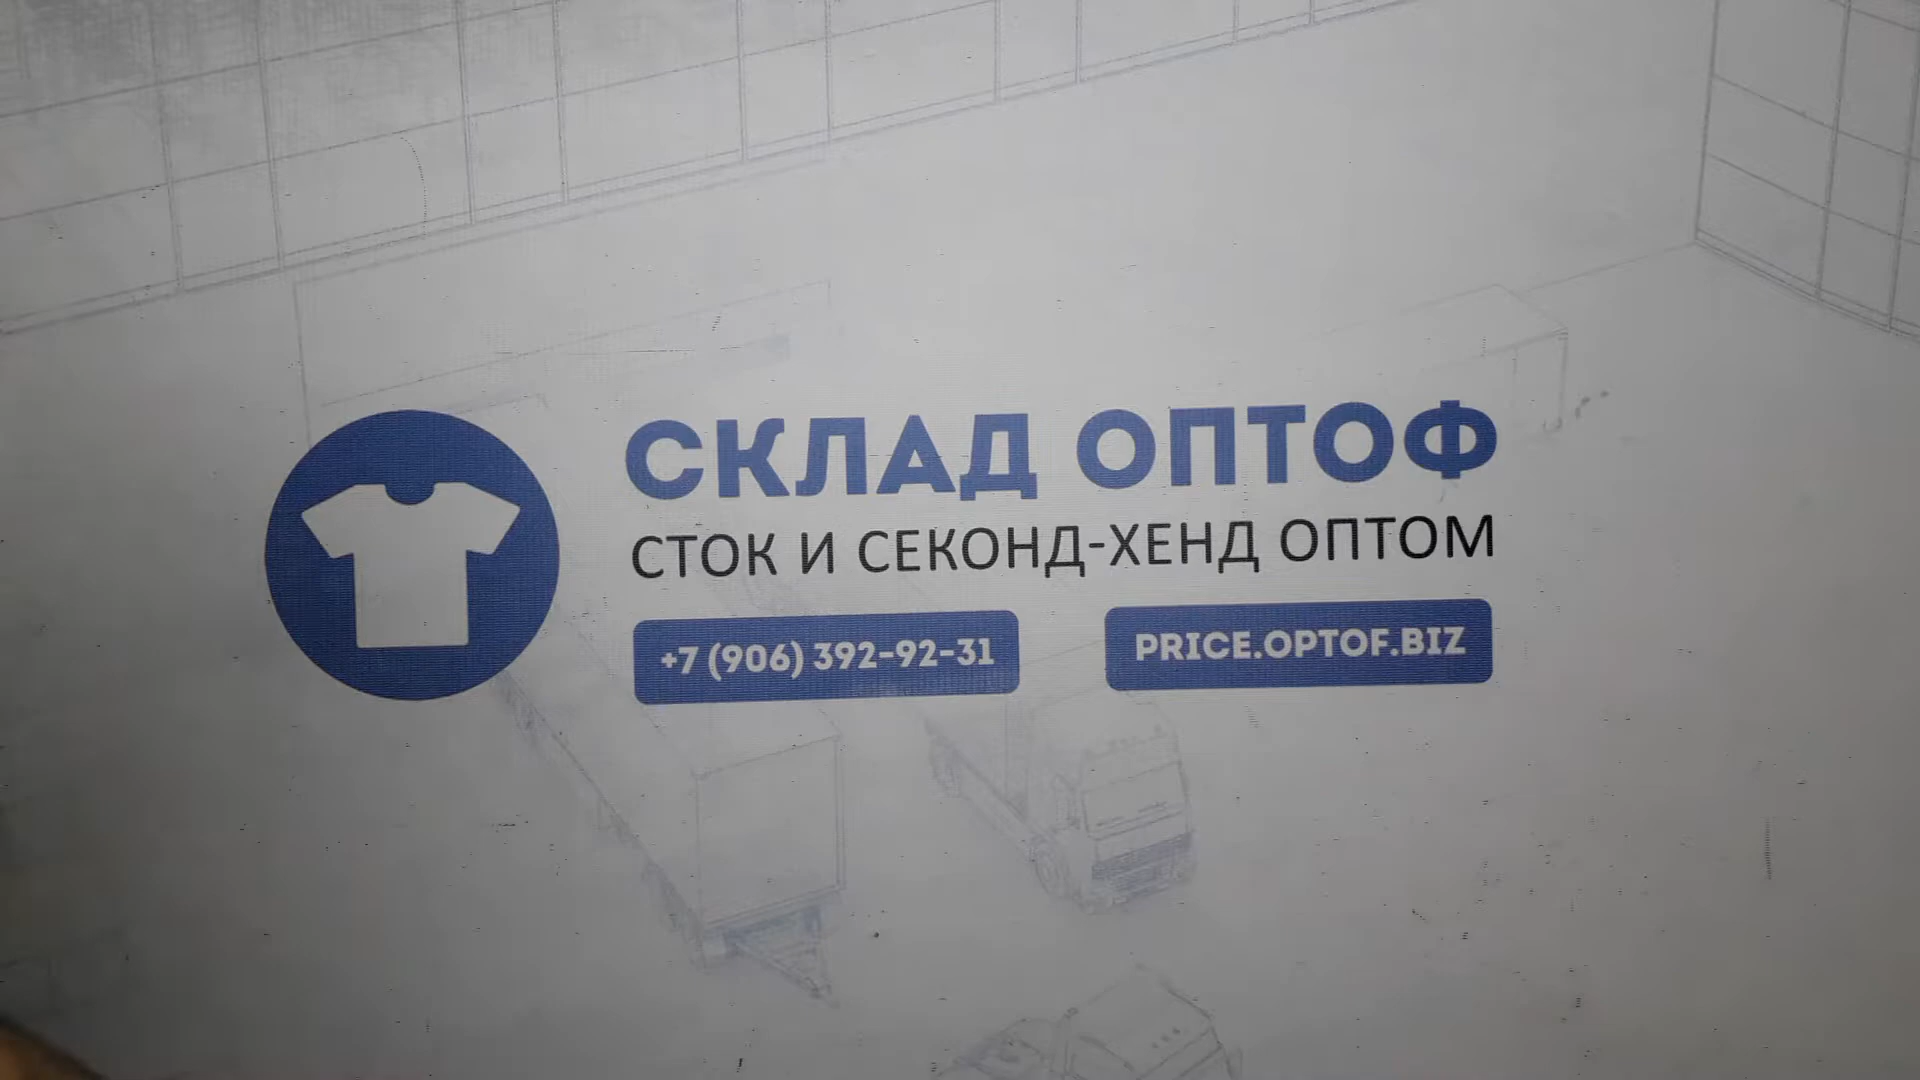 СКЛАД ОПТОФ
СТОК И СЕКОНД-ХЕНД ОПТОМ
+7 (906) 392-92-31
PRICE.OPTOF.BIZ